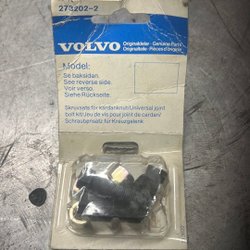 273202-2
VOLVO
Originaldelar · Genuine Parts
Originalteile · Pièces d'origine
Model:
Se baksidan.
See reverse side.
Voir verso.
Siehe Rückseite.
Skruvsats för kardanknut/Universal joint
bolt kit/Jeu de vis pour joint de cardan/
Schraubensatz für Kreuzgelenk